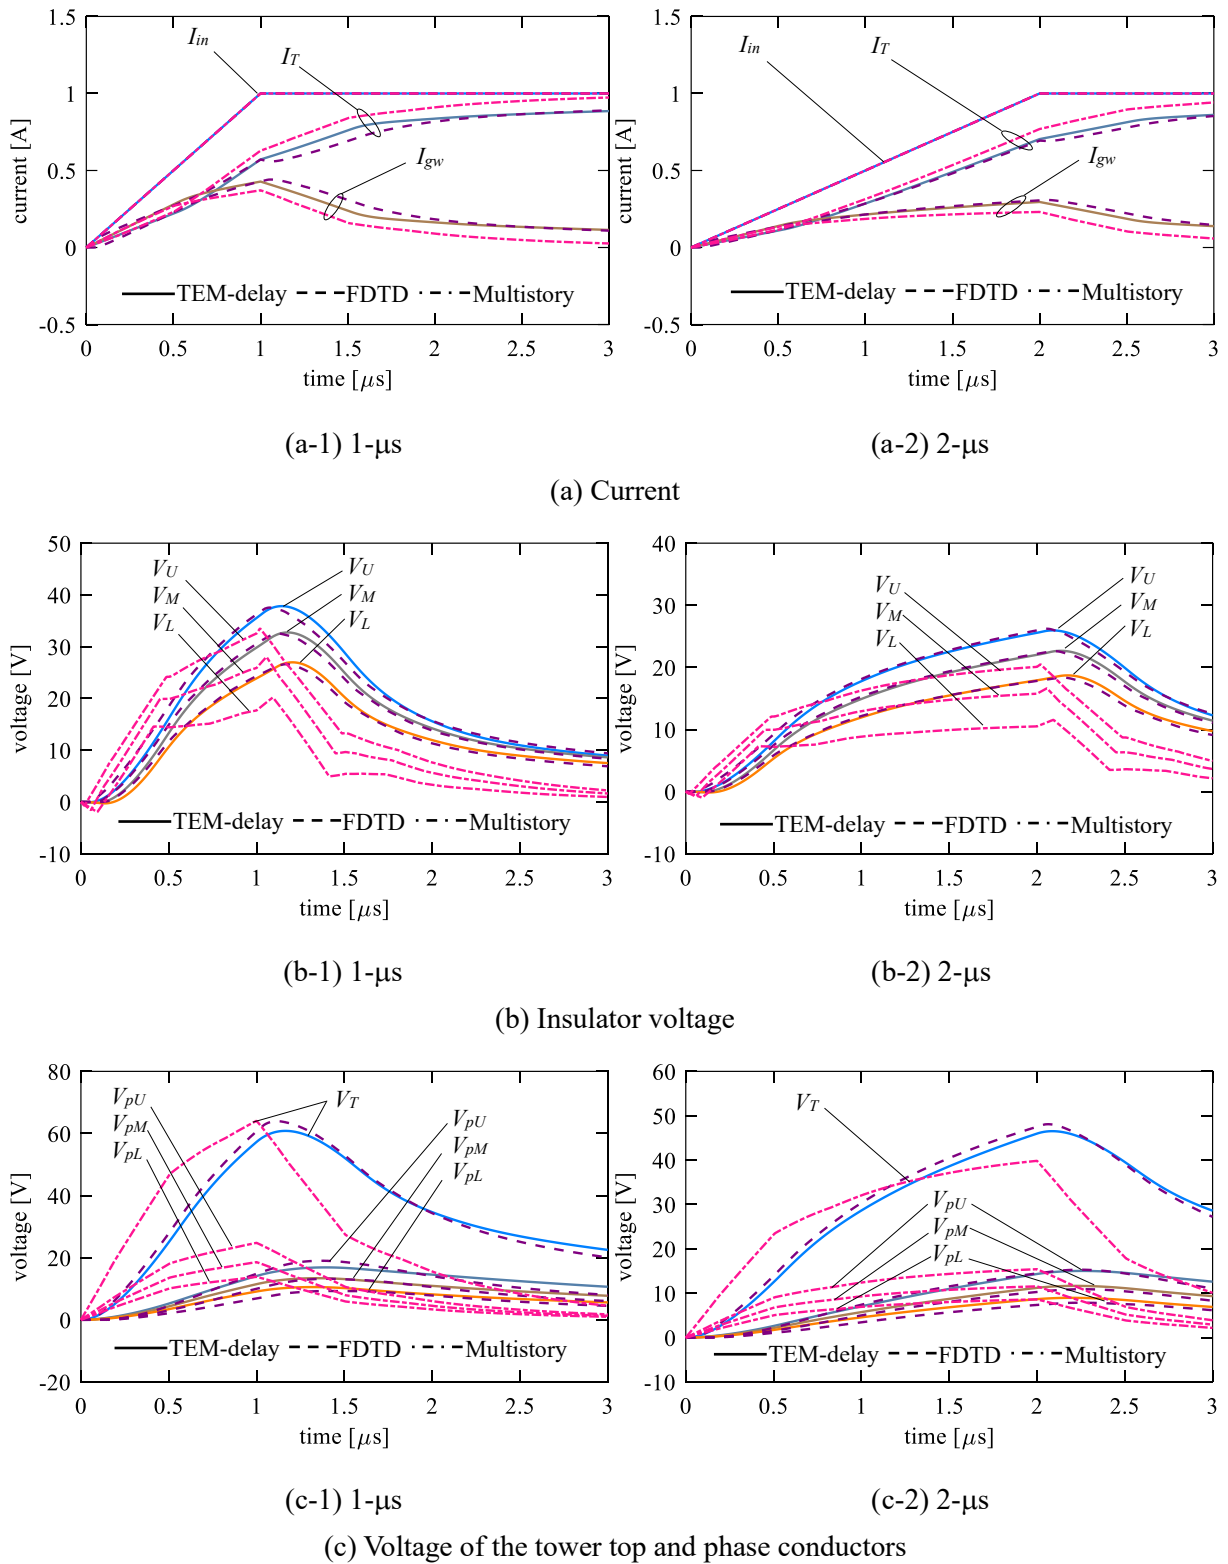 1.5
1
0.5
0
-0.5
current [A]
I_in
I_T
I_gw
TEM-delay FDTD Multistory
0 0.5 1 1.5 2 2.5 3
time [μs]
(a-1) 1-μs
1.5
1
0.5
0
-0.5
current [A]
I_in
I_T
I_gw
TEM-delay FDTD Multistory
0 0.5 1 1.5 2 2.5 3
time [μs]
(a-2) 2-μs
(a) Current
50
40
30
20
10
0
-10
voltage [V]
V_U
V_M
V_L
V_U
V_M
V_L
TEM-delay FDTD Multistory
0 0.5 1 1.5 2 2.5 3
time [μs]
(b-1) 1-μs
40
30
20
10
0
-10
voltage [V]
V_U
V_M
V_L
V_U
V_M
V_L
TEM-delay FDTD Multistory
0 0.5 1 1.5 2 2.5 3
time [μs]
(b-2) 2-μs
(b) Insulator voltage
80
60
40
20
0
-20
voltage [V]
V_pU
V_pM
V_pL
V_T
V_pU
V_pM
V_pL
TEM-delay FDTD Multistory
0 0.5 1 1.5 2 2.5 3
time [μs]
(c-1) 1-μs
60
50
40
30
20
10
0
-10
voltage [V]
V_T
V_pU
V_pM
V_pL
TEM-delay FDTD Multistory
0 0.5 1 1.5 2 2.5 3
time [μs]
(c-2) 2-μs
(c) Voltage of the tower top and phase conductors